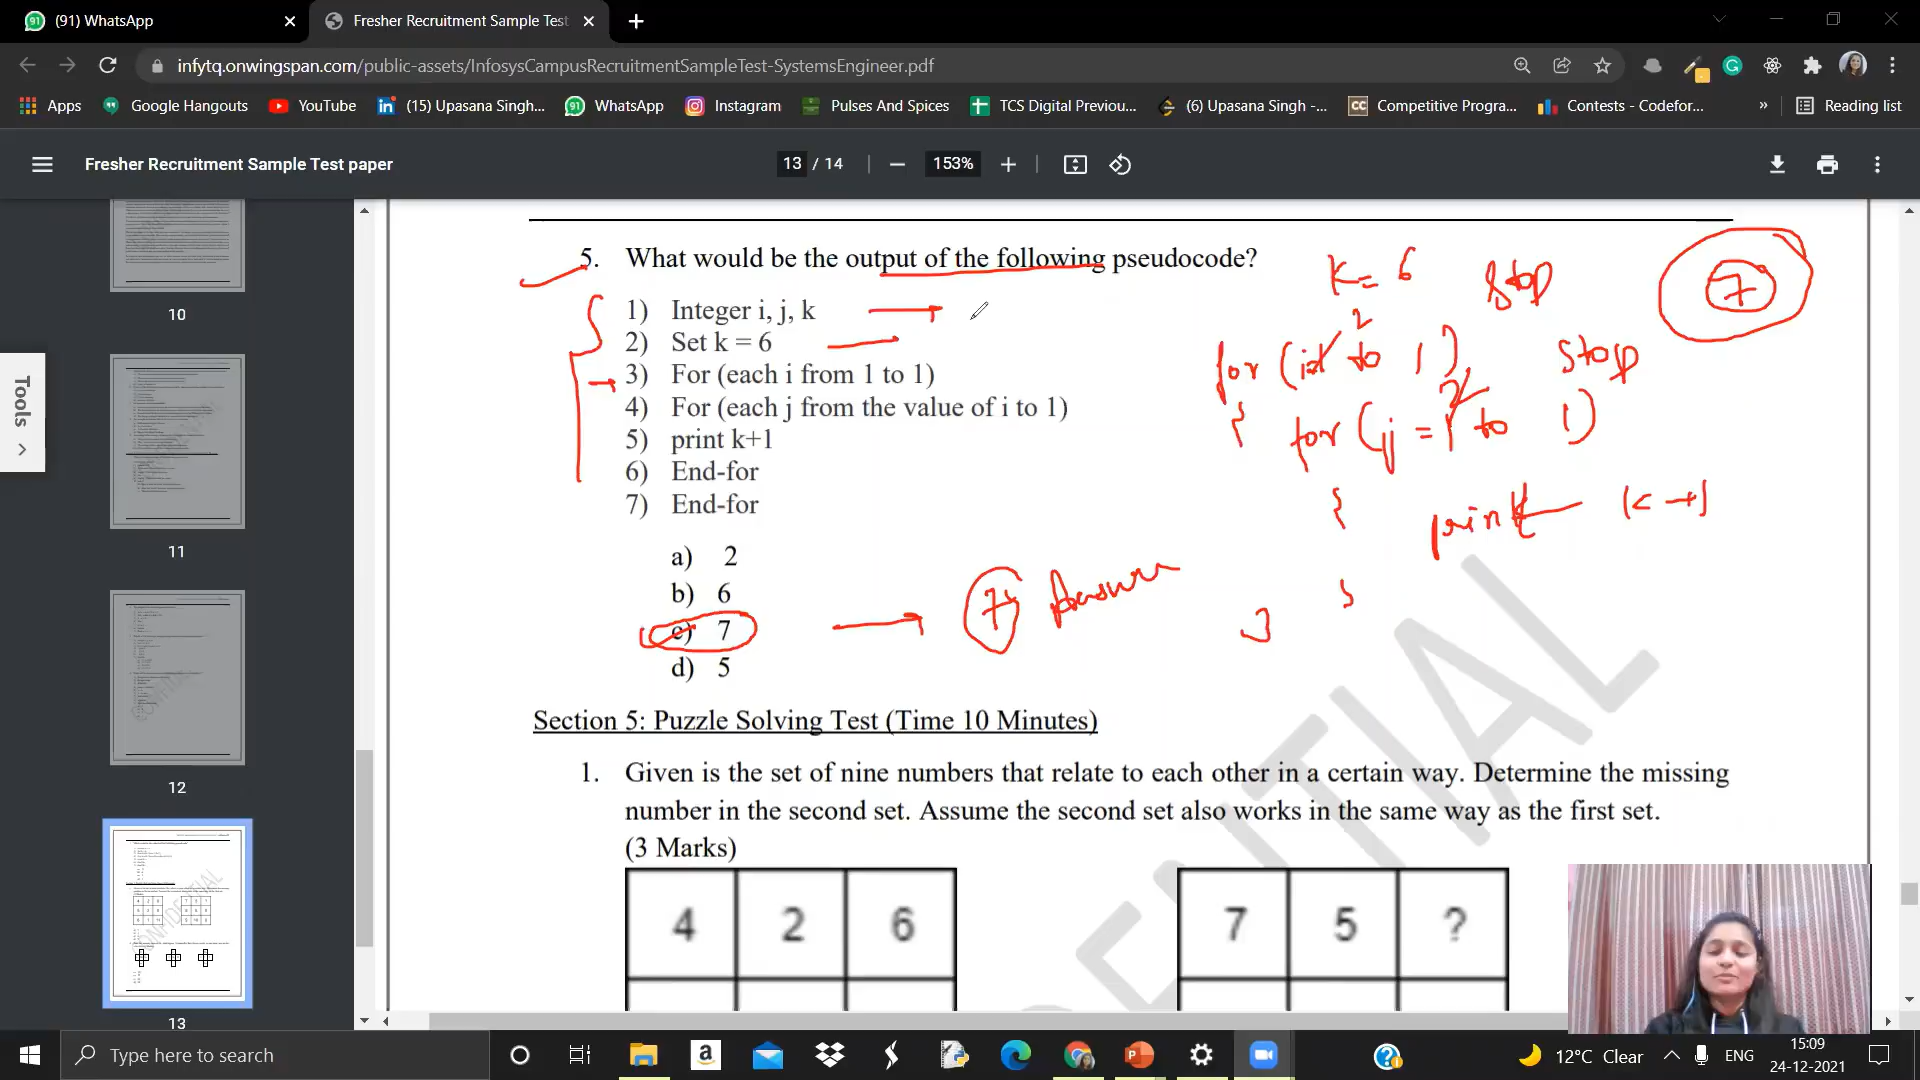 (91) WhatsApp
Fresher Recruitment Sample Test
infytq.onwingspan.com/public-assets/InfosysCampusRecruitmentSampleTest-SystemsEngineer.pdf
Apps Google Hangouts YouTube (15) Upasana Singh... WhatsApp Instagram Pulses And Spices TCS Digital Previou... (6) Upasana Singh -... Competitive Progra... Contests - Codefor... » Reading list
Fresher Recruitment Sample Test paper
13 / 14
153%
Tools
10
11
12
13
5. What would be the output of the following pseudocode?
1) Integer i, j, k
2) Set k = 6
3) For (each i from 1 to 1)
4) For (each j from the value of i to 1)
5) print k+1
6) End-for
7) End-for
a) 2
b) 6
c) 7
d) 5
7 Answer
k = 6 Stop
7
2
for (i=1 to 1) Stop
2
{ for (j = 1 to 1)
{ print k+1
}
}
Section 5: Puzzle Solving Test (Time 10 Minutes)
1. Given is the set of nine numbers that relate to each other in a certain way. Determine the missing
number in the second set. Assume the second set also works in the same way as the first set.
(3 Marks)
4 2 6
7 5 ?
Type here to search
12°C Clear
ENG
15:09
24-12-2021